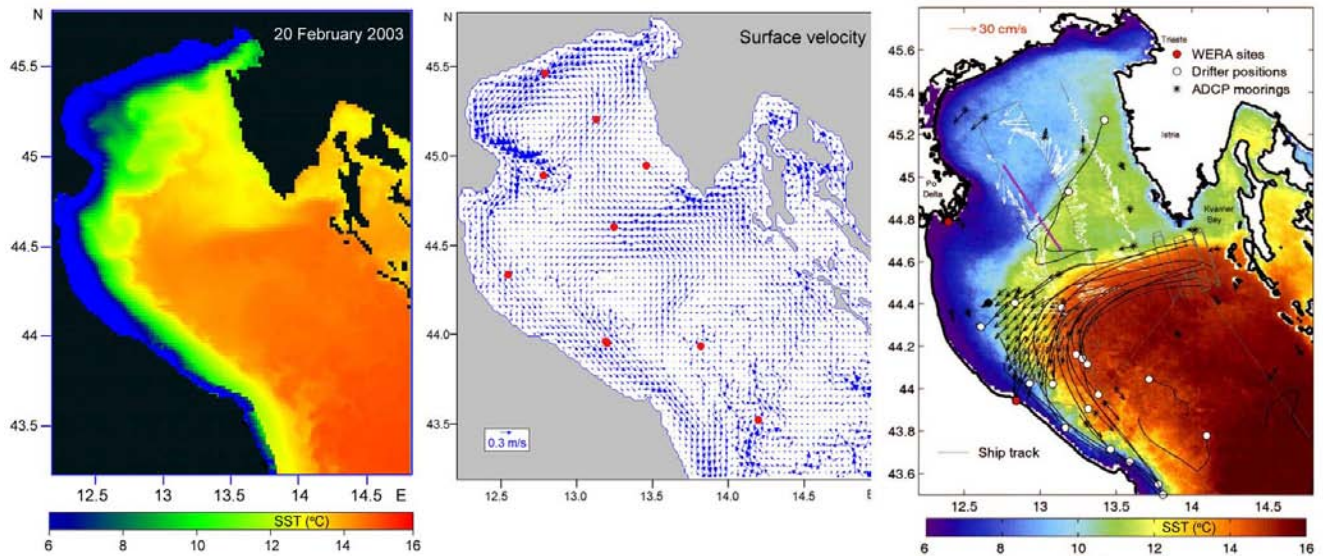 N
20 February 2003
45.5
45
44.5
44
43.5
12.5 13 13.5 14 14.5 E
SST (°C)
6 8 10 12 14 16
N
Surface velocity
45.5
45.0
44.5
44.0
43.5
0.3 m/s
12.5 13.0 13.5 14.0 14.5 E
N
30 cm/s
Trieste
WERA sites
Drifter positions
ADCP moorings
Istria
Po Delta
Kvarner Bay
45.6
45.4
45.2
45
44.8
44.6
44.4
44.2
44
43.8
43.6
Ship track
12.5 13 13.5 14 14.5
SST (°C)
6 8 10 12 14 16